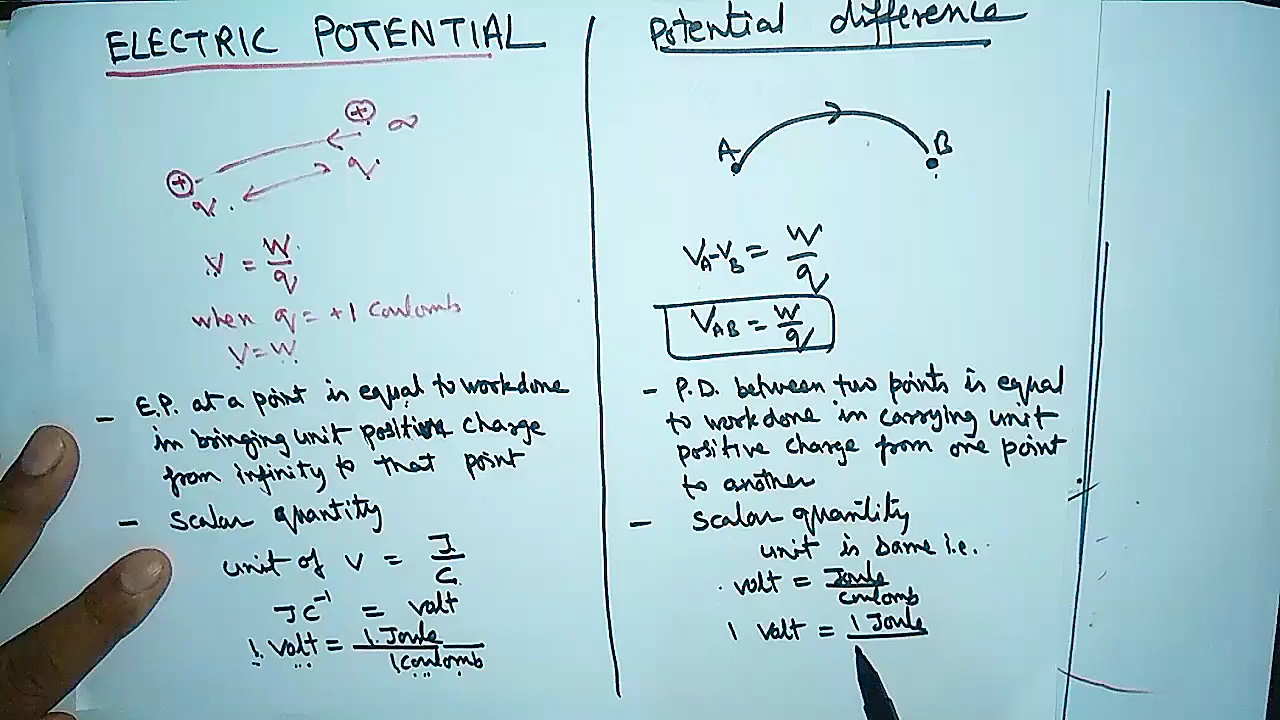 ELECTRIC POTENTIAL
+ ∞
+ q
q
V = W/q
when q = +1 Coulomb
V = W
- E.P. at a point is equal to workdone
in bringing unit positive charge
from infinity to that point
- Scalar quantity
unit of V = J/C
JC⁻¹ = volt
1 volt = 1 Joule / 1 Coulomb
Potential difference
A B
VA-VB = W/q
VAB = W/q
- P.D. between two points is equal
to workdone in carrying unit
positive charge from one point
to another
- Scalar quantity
unit is same i.e.
volt = Joule / Coulomb
1 volt = 1 Joule